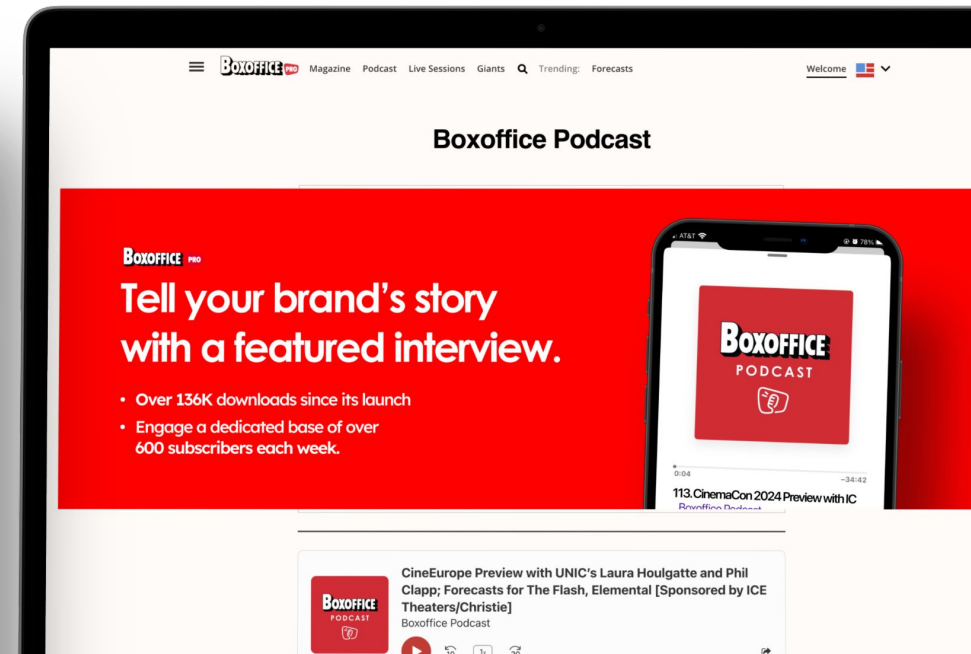 BOXOFFICE PRO Magazine Podcast Live Sessions Giants Trending: Forecasts Welcome
Boxoffice Podcast
BOXOFFICE PRO
Tell your brand's story
with a featured interview.
• Over 136K downloads since its launch
• Engage a dedicated base of over
600 subscribers each week.
AT&T 78%
BOXOFFICE
PODCAST
0:04 -34:42
113. CinemaCon 2024 Preview with IC
Boxoffice Podcast
CineEurope Preview with UNIC's Laura Houlgatte and Phil
Clapp; Forecasts for The Flash, Elemental [Sponsored by ICE
Theaters/Christie]
Boxoffice Podcast
BOXOFFICE
PODCAST
1x